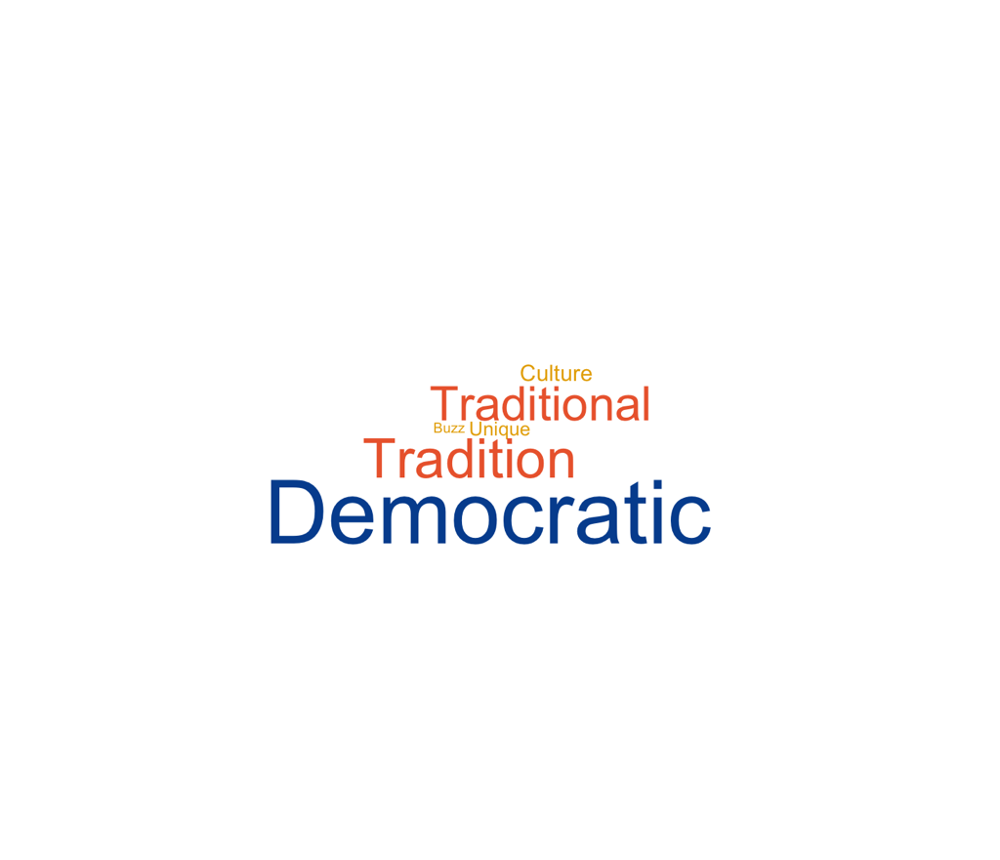 Culture
Traditional
Buzz Unique
Tradition
Democratic